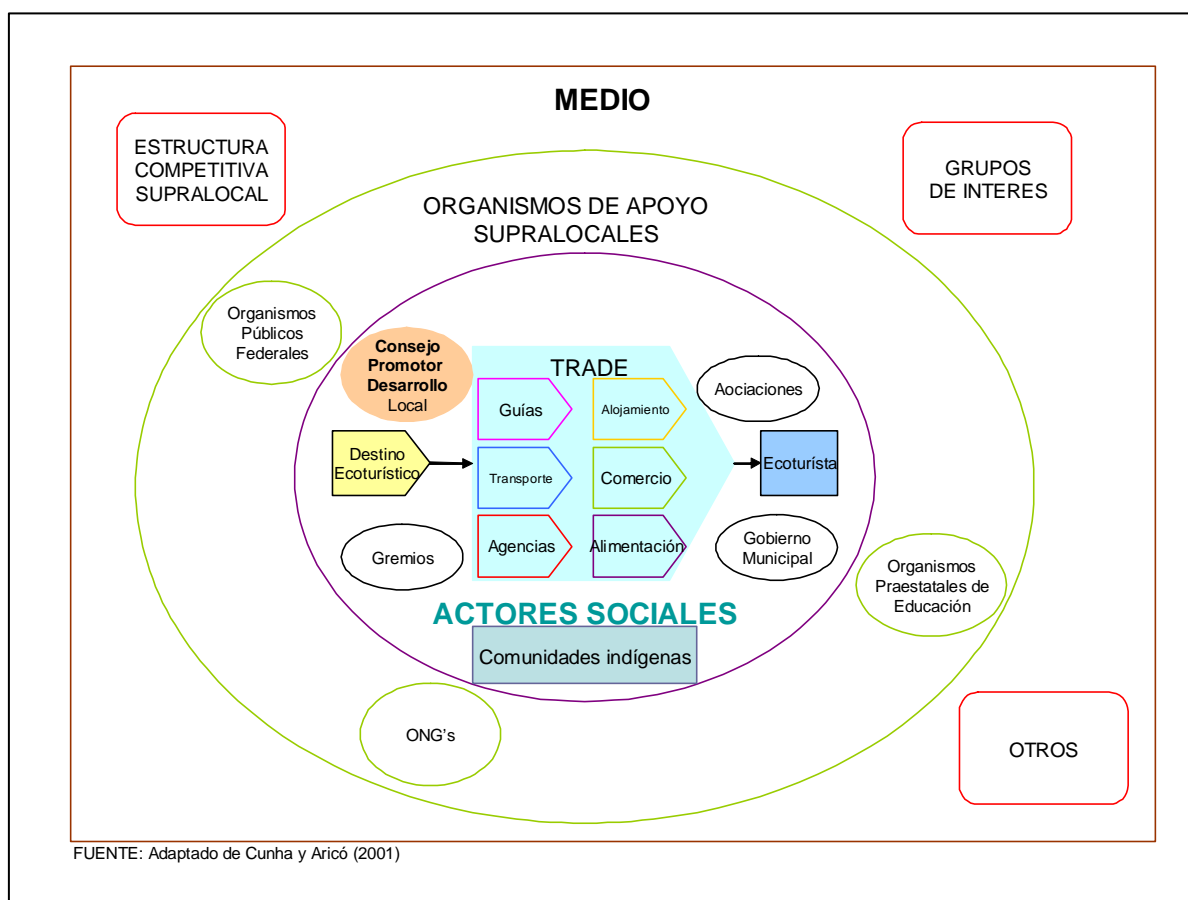 MEDIO
ESTRUCTURA
COMPETITIVA
SUPRALOCAL
GRUPOS
DE INTERES
ORGANISMOS DE APOYO
SUPRALOCALES
Organismos
Públicos
Federales
Consejo
Promotor
Desarrollo
Local
TRADE
Guías
Alojamiento
Aociaciones
Destino
Ecoturístico
Transporte
Comercio
Ecoturísta
Gremios
Agencias
Alimentación
Gobierno
Municipal
Organismos
Praestatales de
Educación
ACTORES SOCIALES
Comunidades indígenas
ONG's
OTROS
FUENTE: Adaptado de Cunha y Aricó (2001)